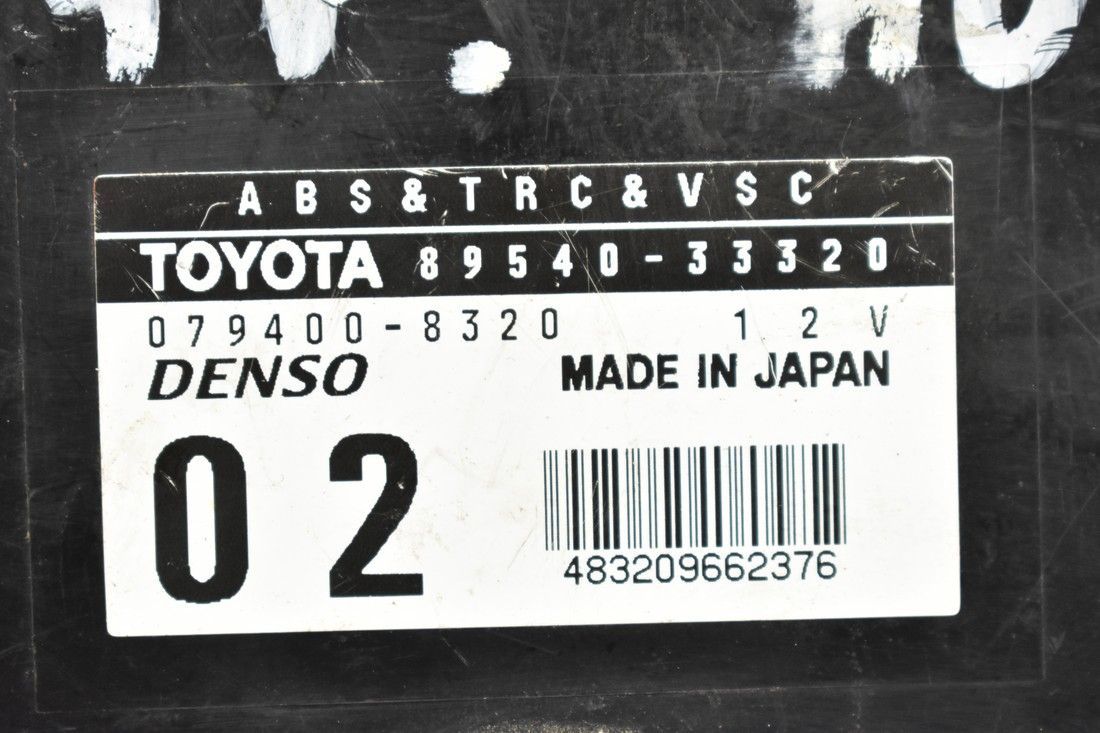 ABS&TRC&VSC
TOYOTA 89540-33320
079400-8320 12V
DENSO MADE IN JAPAN
02
483209662376